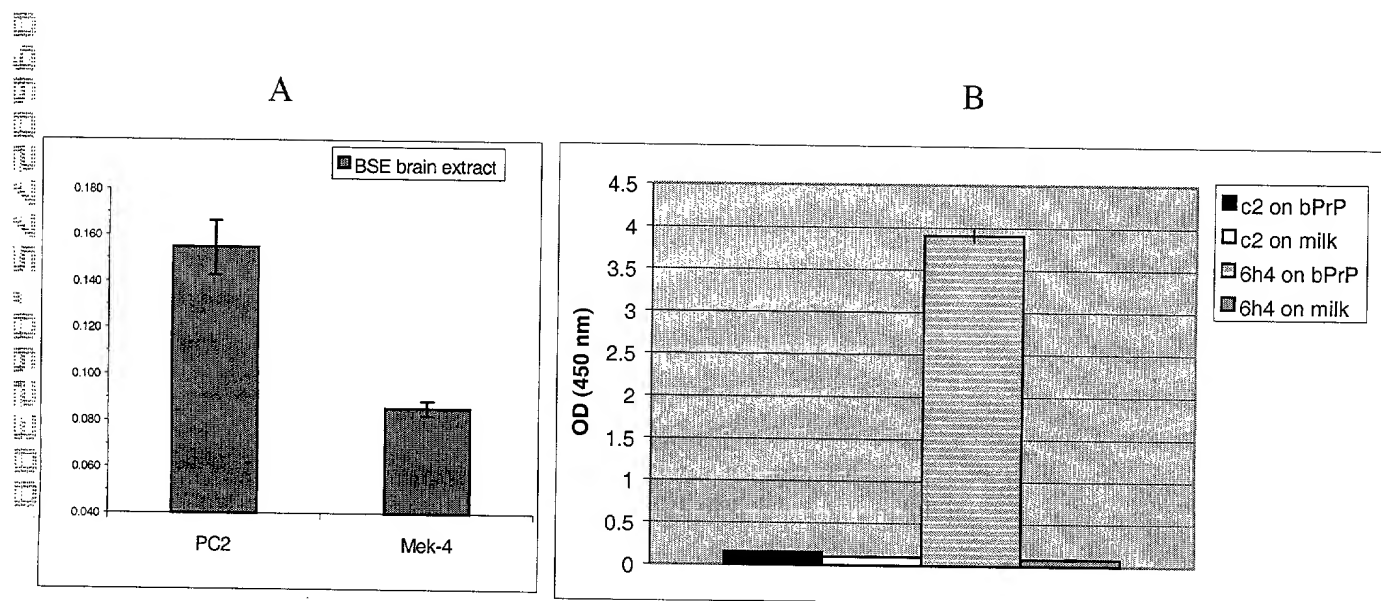 A
B
BSE brain extract
0.180
0.160
0.140
0.120
0.100
0.080
0.060
0.040
PC2
Mek-4
OD (450 nm)
4.5
4
3.5
3
2.5
2
1.5
1
0.5
0
c2 on bPrP
c2 on milk
6h4 on bPrP
6h4 on milk